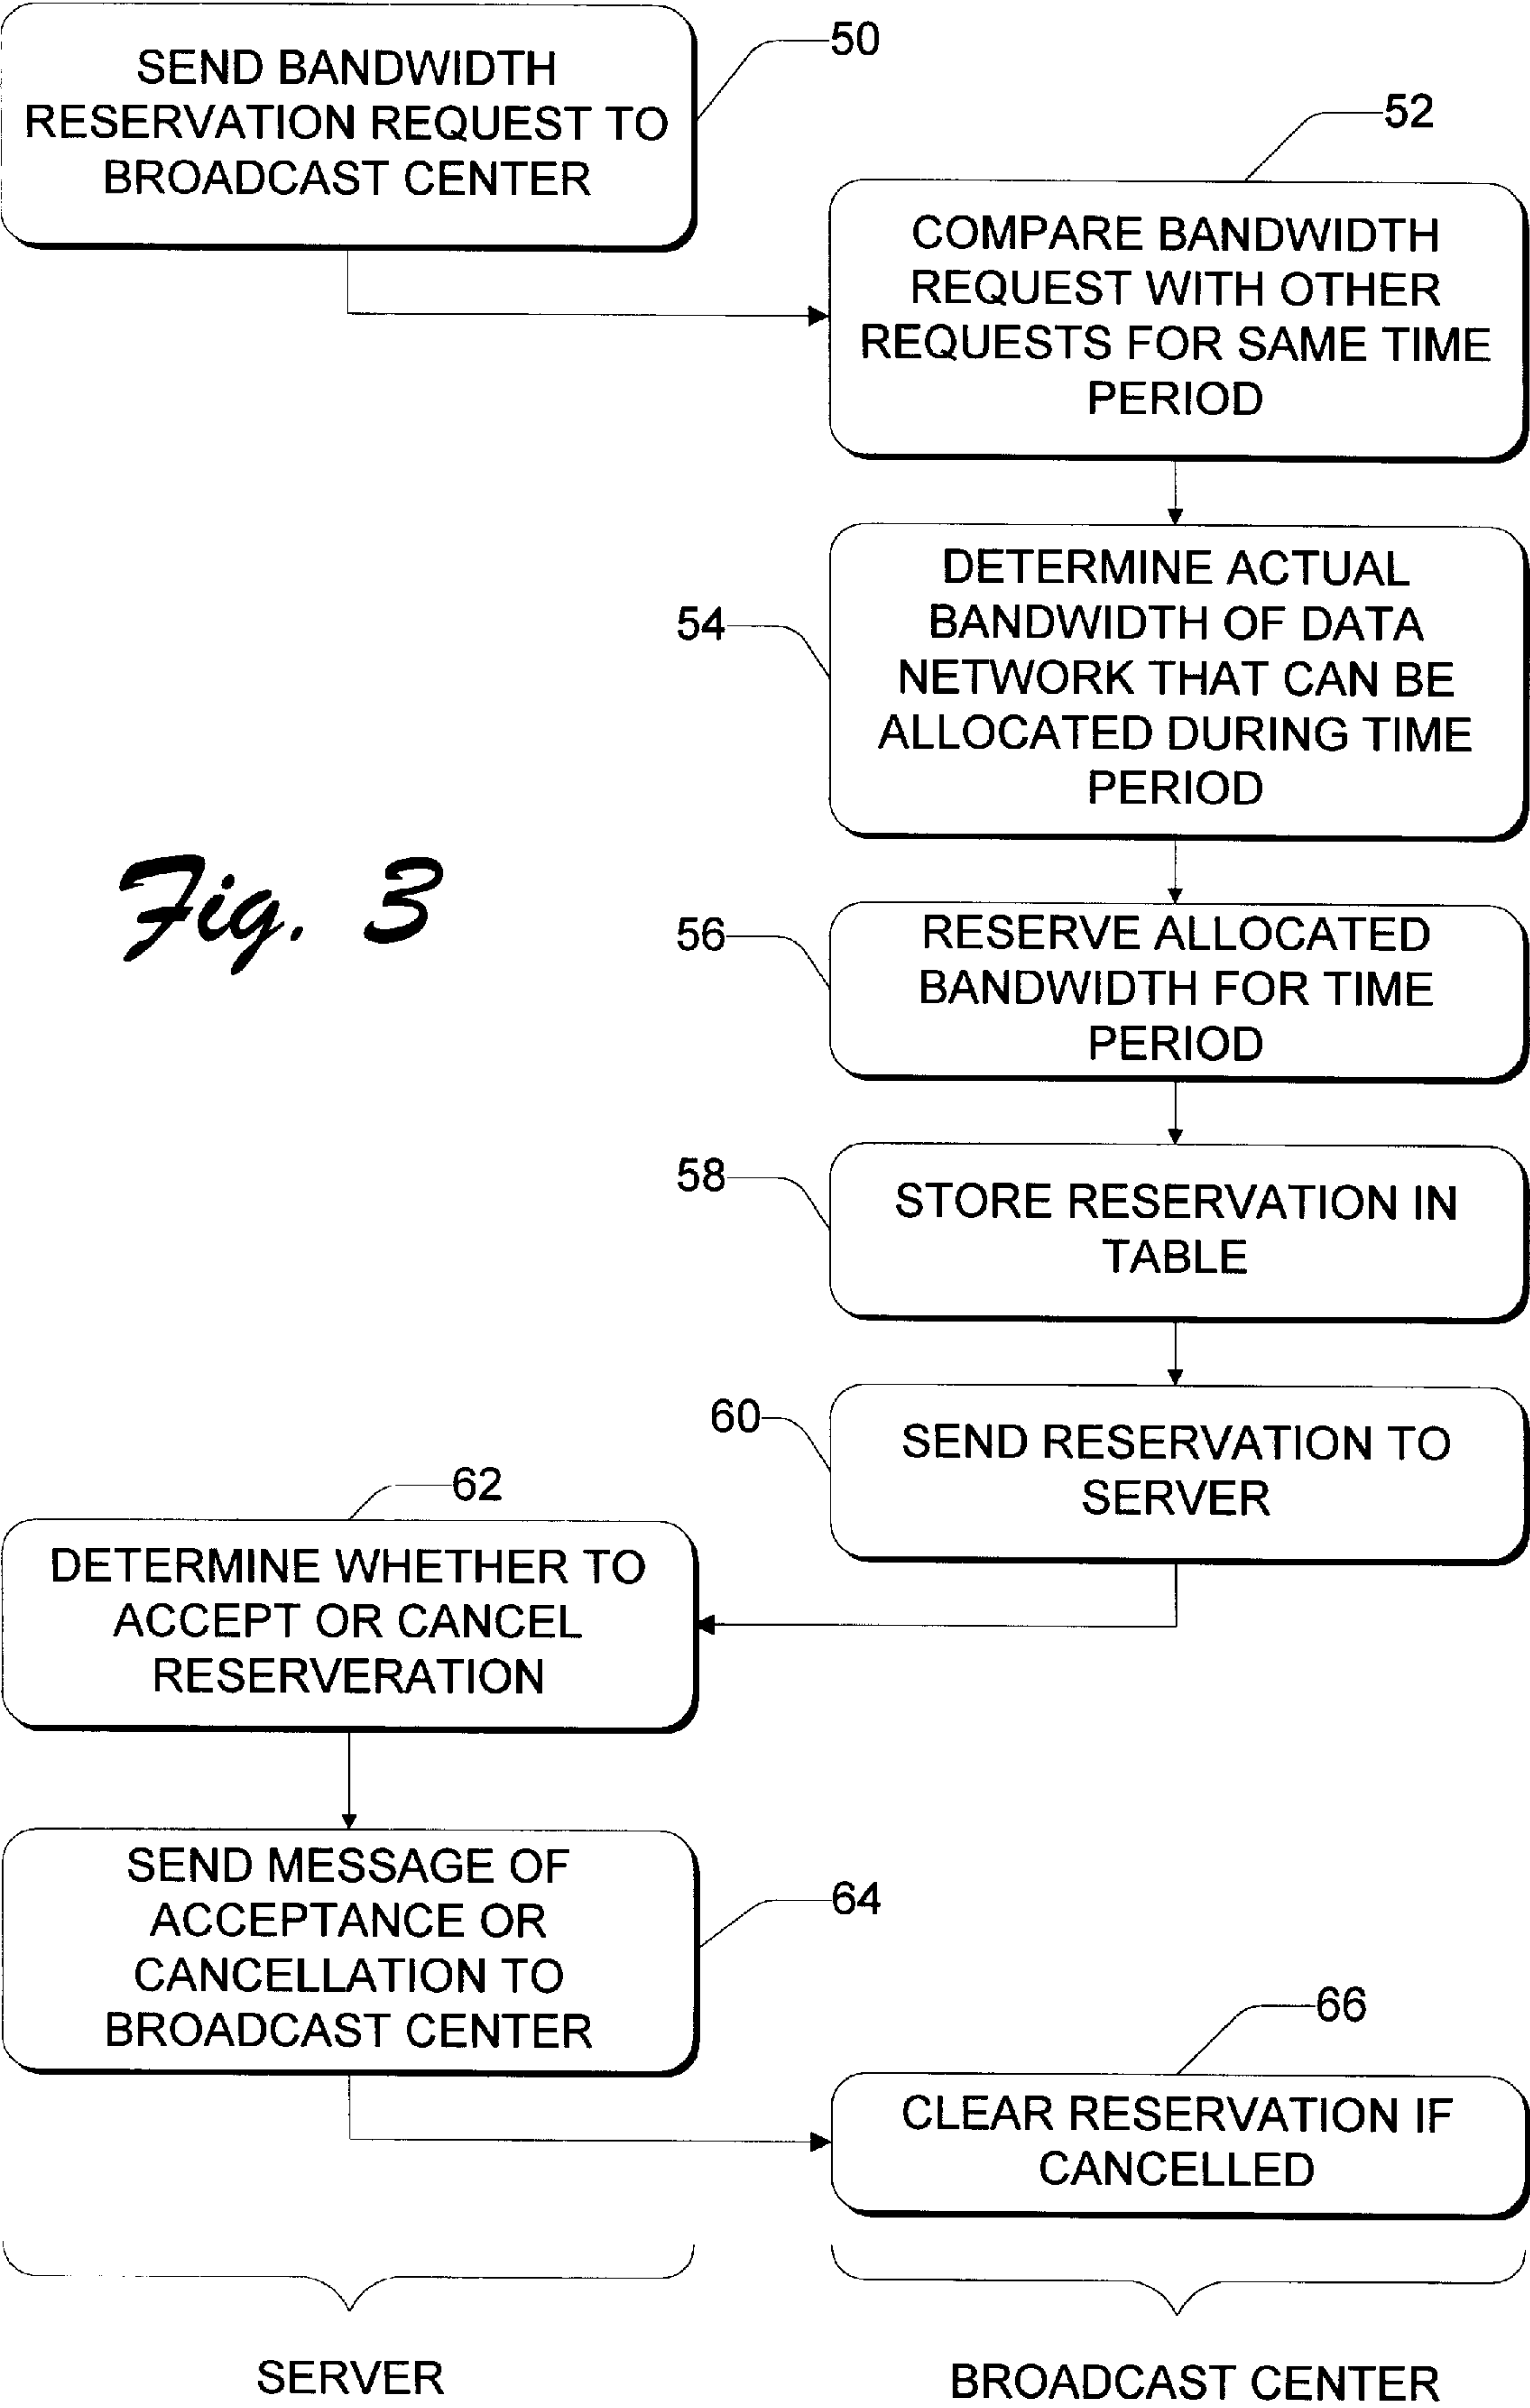 SEND BANDWIDTH
RESERVATION REQUEST TO
BROADCAST CENTER
50
52
COMPARE BANDWIDTH
REQUEST WITH OTHER
REQUESTS FOR SAME TIME
PERIOD
54
DETERMINE ACTUAL
BANDWIDTH OF DATA
NETWORK THAT CAN BE
ALLOCATED DURING TIME
PERIOD
Fig. 3
56
RESERVE ALLOCATED
BANDWIDTH FOR TIME
PERIOD
58
STORE RESERVATION IN
TABLE
60
SEND RESERVATION TO
SERVER
62
DETERMINE WHETHER TO
ACCEPT OR CANCEL
RESERVERATION
SEND MESSAGE OF
ACCEPTANCE OR
CANCELLATION TO
BROADCAST CENTER
64
66
CLEAR RESERVATION IF
CANCELLED
SERVER
BROADCAST CENTER